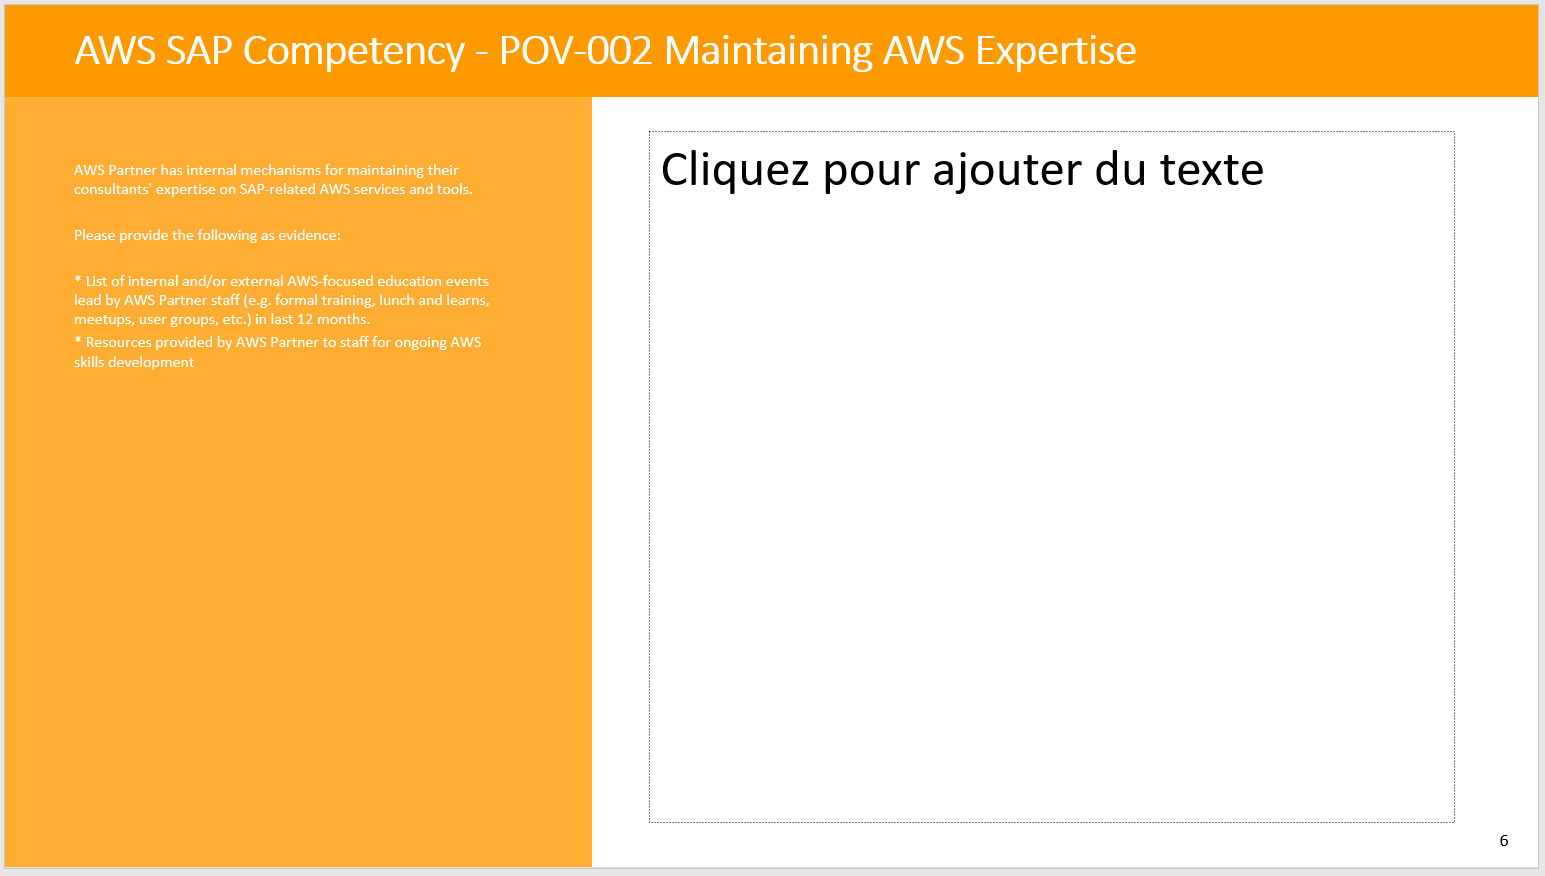 AWS SAP Competency - POV-002 Maintaining AWS Expertise
AWS Partner has internal mechanisms for maintaining their
consultants' expertise on SAP-related AWS services and tools.
Please provide the following as evidence:
* List of internal and/or external AWS-focused education events
lead by AWS Partner staff (e.g. formal training, lunch and learns,
meetups, user groups, etc.) in last 12 months.
* Resources provided by AWS Partner to staff for ongoing AWS
skills development
Cliquez pour ajouter du texte
6